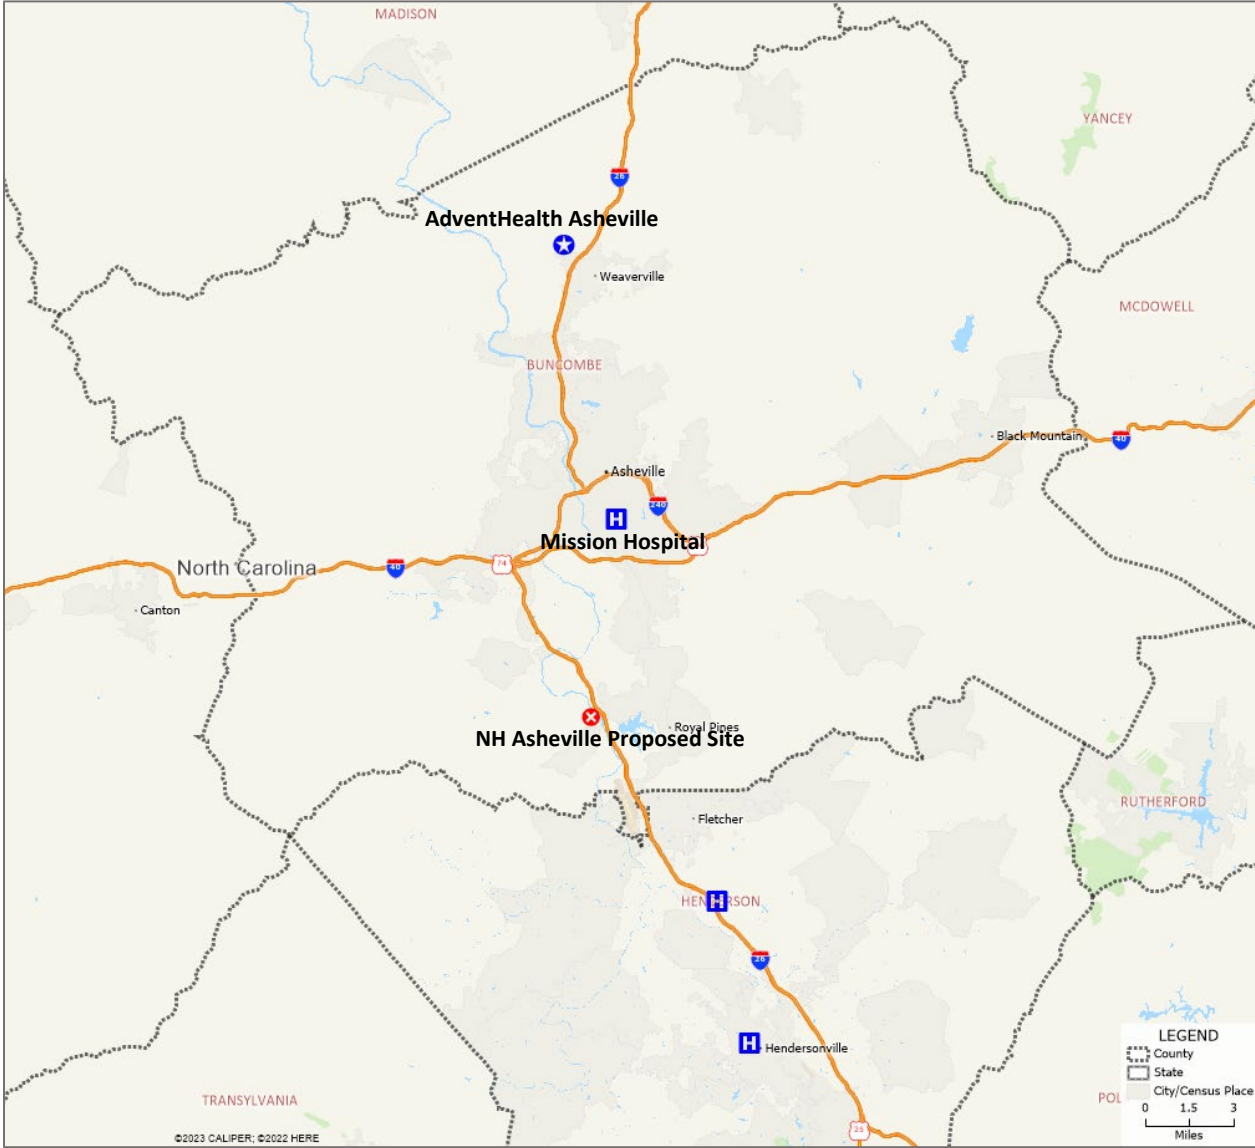 MADISON
YANCEY
26
AdventHealth Asheville
Weaverville
MCDOWELL
BUNCOMBE
Black Mountain
40
Asheville
240
H
Mission Hospital
74
North Carolina
40
Canton
Royal Pines
NH Asheville Proposed Site
RUTHERFORD
Fletcher
H
HENDERSON
26
H
Hendersonville
LEGEND
County
State
City/Census Place
0 1.5 3
Miles
POL
TRANSYLVANIA
25
©2023 CALIPER; ©2022 HERE